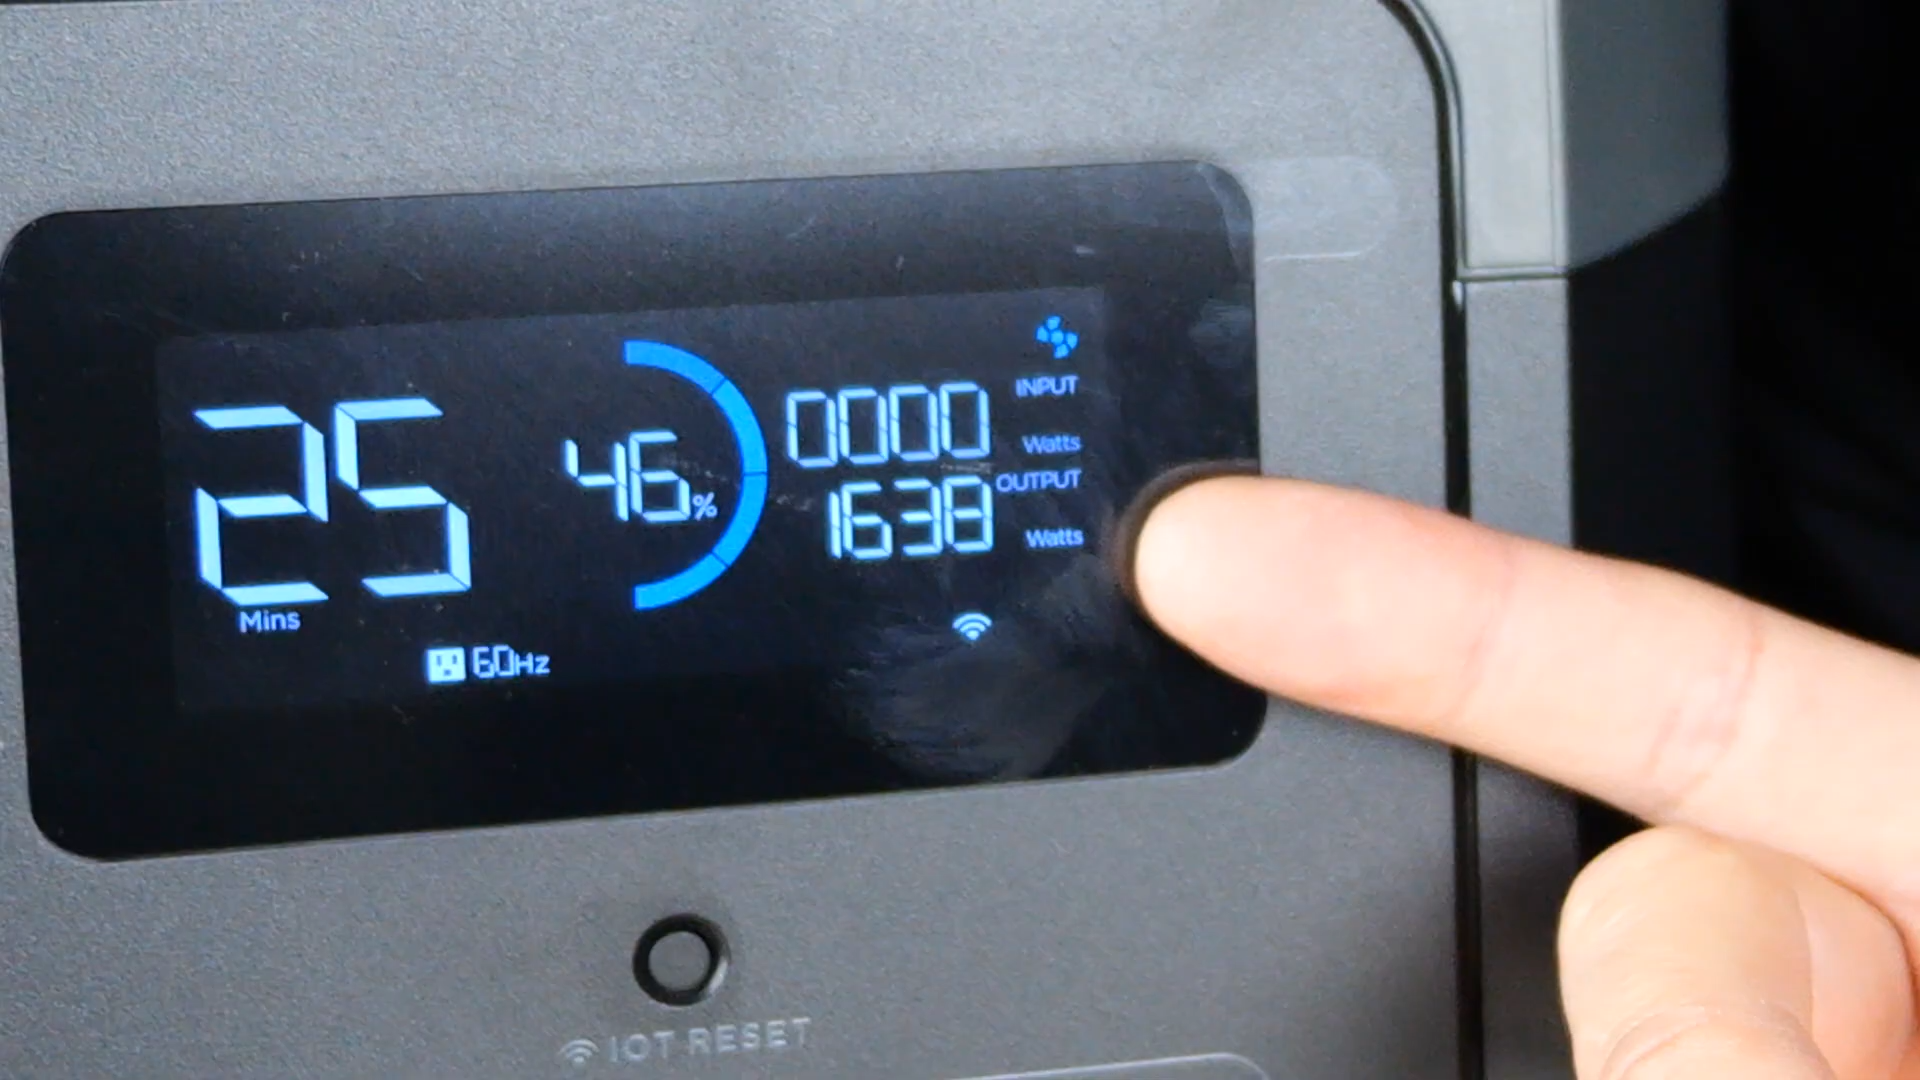 25
Mins
46%
0000
INPUT
Watts
1638
OUTPUT
Watts
60Hz
IOT RESET